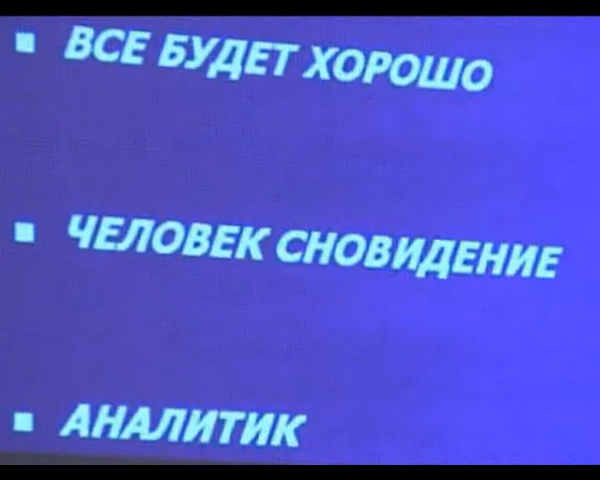 ВСЕ БУДЕТ ХОРОШО
ЧЕЛОВЕК СНОВИДЕНИЕ
АНАЛИТИК